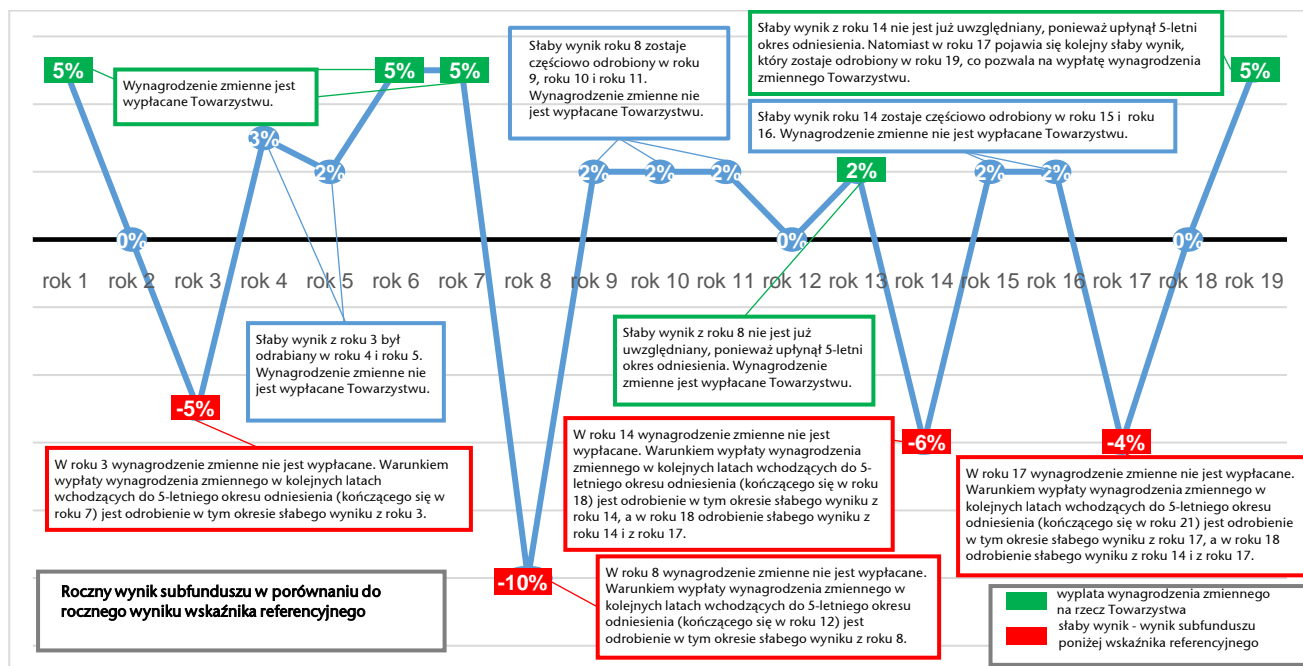 Słaby wynik z roku 14 nie jest już uwzględniany, ponieważ upłynął 5-letni
okres odniesienia. Natomiast w roku 17 pojawia się kolejny słaby wynik,
który zostaje odrobiony w roku 19, co pozwala na wypłatę wynagrodzenia
zmiennego Towarzystwu.
Słaby wynik roku 8 zostaje
częściowo odrobiony w roku
9, roku 10 i roku 11.
Wynagrodzenie zmienne nie
jest wypłacane Towarzystwu.
Wynagrodzenie zmienne jest
wypłacane Towarzystwu.
Słaby wynik roku 14 zostaje częściowo odrobiony w roku 15 i roku
16. Wynagrodzenie zmienne nie jest wypłacane Towarzystwu.
5%
0%
-5%
3%
2%
5%
5%
-10%
2%
2%
2%
0%
2%
-6%
2%
2%
-4%
0%
5%
rok 1 rok 2 rok 3 rok 4 rok 5 rok 6 rok 7 rok 8 rok 9 rok 10 rok 11 rok 12 rok 13 rok 14 rok 15 rok 16 rok 17 rok 18 rok 19
Słaby wynik z roku 3 był
odrabiany w roku 4 i roku 5.
Wynagrodzenie zmienne nie
jest wypłacane Towarzystwu.
Słaby wynik z roku 8 nie jest już
uwzględniany, ponieważ upłynął 5-letni
okres odniesienia. Wynagrodzenie
zmienne jest wypłacane Towarzystwu.
W roku 3 wynagrodzenie zmienne nie jest wypłacane. Warunkiem
wypłaty wynagrodzenia zmiennego w kolejnych latach
wchodzących do 5-letniego okresu odniesienia (kończącego się w
roku 7) jest odrobienie w tym okresie słabego wyniku z roku 3.
W roku 14 wynagrodzenie zmienne nie jest
wypłacane. Warunkiem wypłaty wynagrodzenia
zmiennego w kolejnych latach wchodzących do 5-
letniego okresu odniesienia (kończącego się w roku
18) jest odrobienie w tym okresie słabego wyniku z
roku 14, a w roku 18 odrobienie słabego wyniku z
roku 14 i z roku 17.
W roku 17 wynagrodzenie zmienne nie jest wypłacane.
Warunkiem wypłaty wynagrodzenia zmiennego w
kolejnych latach wchodzących do 5-letniego okresu
odniesienia (kończącego się w roku 21) jest odrobienie
w tym okresie słabego wyniku z roku 17, a w roku 18
odrobienie słabego wyniku z roku 14 i z roku 17.
W roku 8 wynagrodzenie zmienne nie jest wypłacane.
Warunkiem wypłaty wynagrodzenia zmiennego w
kolejnych latach wchodzących do 5-letniego okresu
odniesienia (kończącego się w roku 12) jest
odrobienie w tym okresie słabego wyniku z roku 8.
Roczny wynik subfunduszu w porównaniu do
rocznego wyniku wskaźnika referencyjnego
wyplata wynagrodzenia zmiennego
na rzecz Towarzystwa
słaby wynik - wynik subfunduszu
poniżej wskaźnika referencyjnego